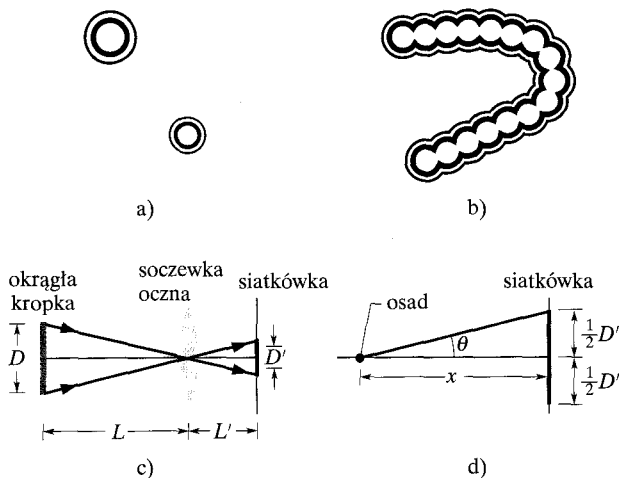 a)
b)
okrągła
kropka
soczewka
oczna
siatkówka
D
D'
L
L'
c)
siatkówka
osad
θ
x
½D'
½D'
d)